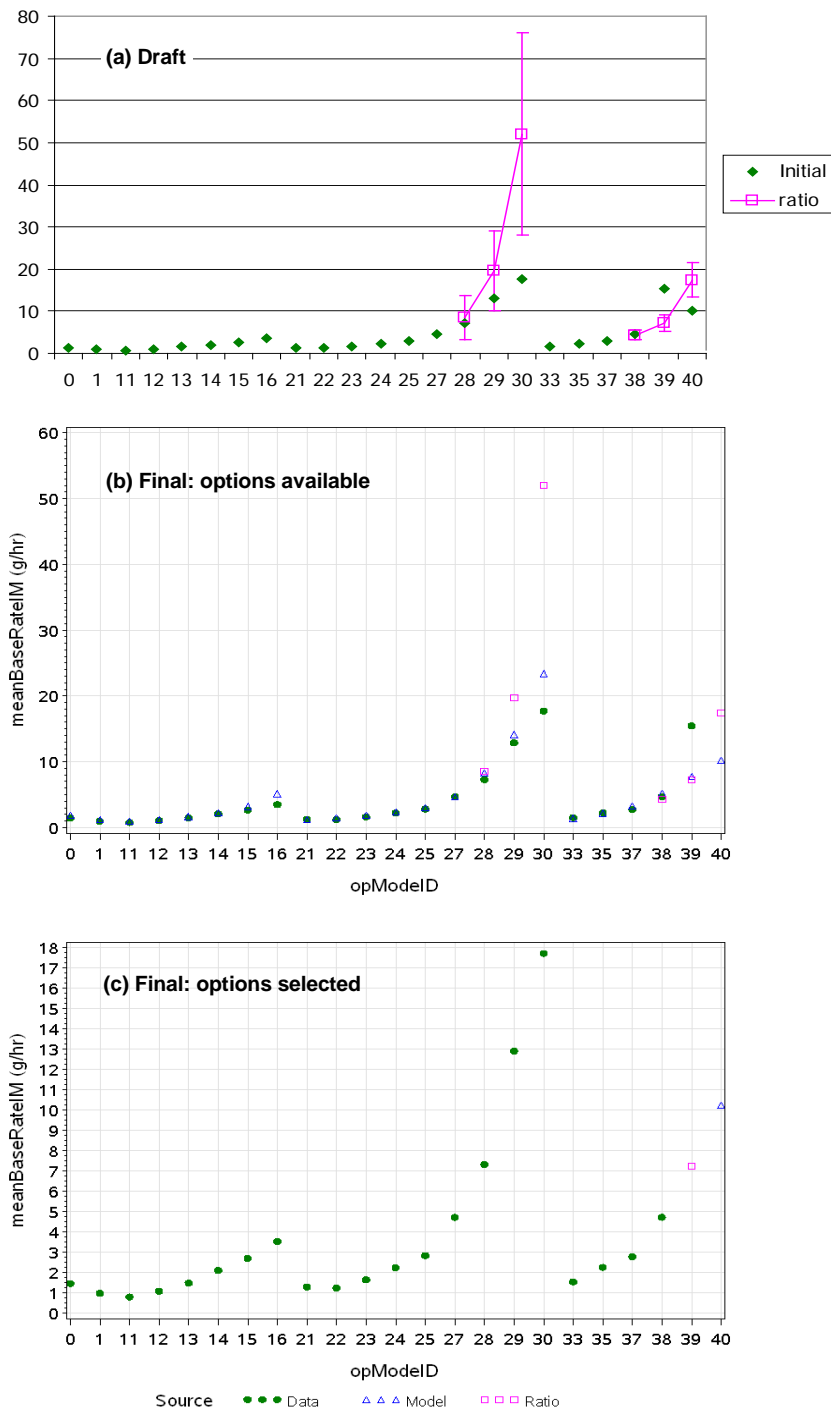 80
70
60
50
40
30
20
10
0
(a) Draft
0 1 11 12 13 14 15 16 21 22 23 24 25 27 28 29 30 33 35 37 38 39 40
Initial
ratio
60
50
40
30
20
10
0
meanBaseRateIM (g/hr)
(b) Final: options available
0 1 11 12 13 14 15 16 21 22 23 24 25 27 28 29 30 33 35 37 38 39 40
opModeID
18
17
16
15
14
13
12
11
10
9
8
7
6
5
4
3
2
1
0
meanBaseRateIM (g/hr)
(c) Final: options selected
0 1 11 12 13 14 15 16 21 22 23 24 25 27 28 29 30 33 35 37 38 39 40
opModeID
Source Data Model Ratio